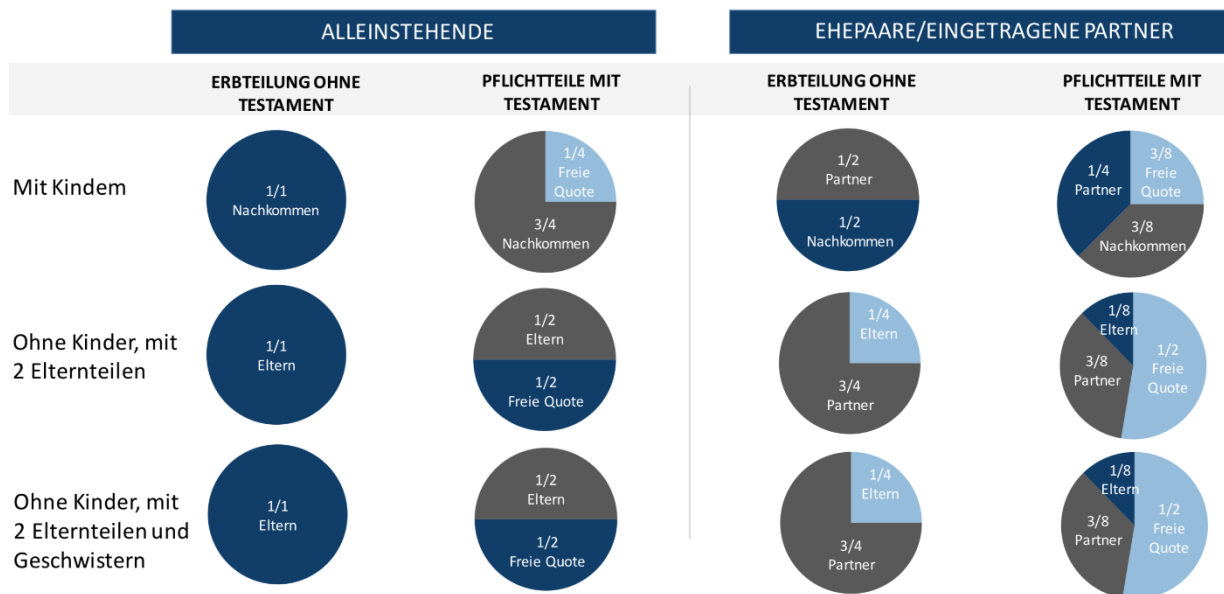 ALLEINSTEHENDE
EHEPAARE/EINGETRAGENE PARTNER
ERBTEILUNG OHNE
TESTAMENT
PFLICHTTEILE MIT
TESTAMENT
ERBTEILUNG OHNE
TESTAMENT
PFLICHTTEILE MIT
TESTAMENT
Mit Kindem
1/1
Nachkommen
1/4
Freie
Quote
3/4
Nachkommen
1/2
Partner
1/2
Nachkommen
1/4
Partner
3/8
Freie
Quote
3/8
Nachkommen
Ohne Kinder, mit
2 Elternteilen
1/1
Eltern
1/2
Eltern
1/2
Freie Quote
1/4
Eltern
3/4
Partner
1/8
Eltern
3/8
Partner
1/2
Freie
Quote
Ohne Kinder, mit
2 Elternteilen und
Geschwistern
1/1
Eltern
1/2
Eltern
1/2
Freie Quote
1/4
Eltern
3/4
Partner
1/8
Eltern
3/8
Partner
1/2
Freie
Quote